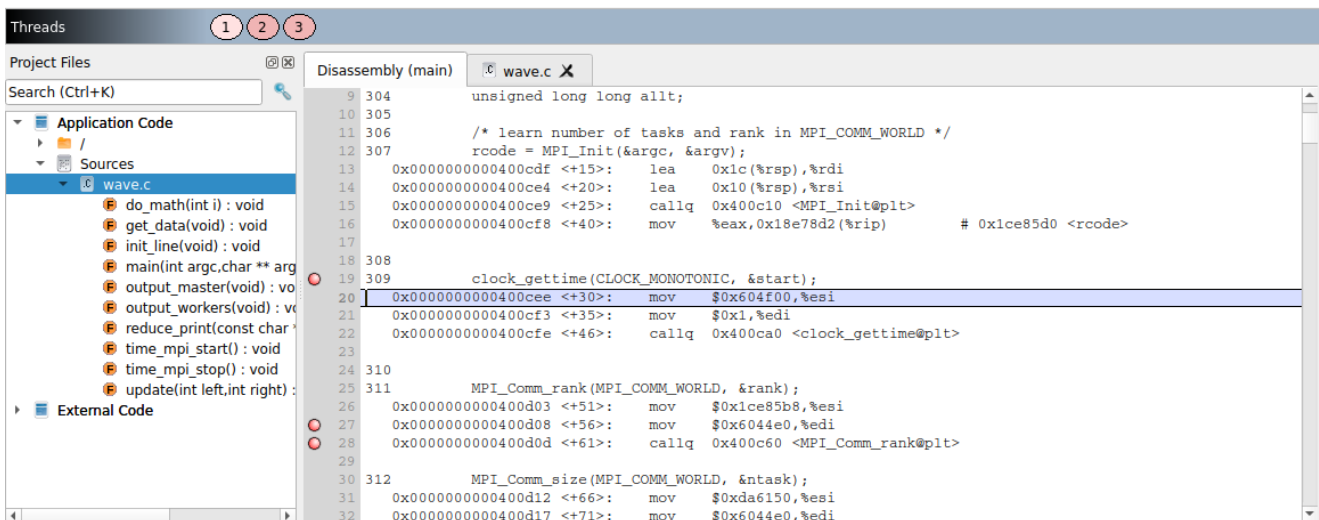 Threads 1 2 3
Project Files
Search (Ctrl+K)
Application Code
/
Sources
.c wave.c
F do_math(int i) : void
F get_data(void) : void
F init_line(void) : void
F main(int argc,char ** arg
F output_master(void) : vo
F output_workers(void) : vo
F reduce_print(const char *
F time_mpi_start() : void
F time_mpi_stop() : void
F update(int left,int right) :
External Code
Disassembly (main) .c wave.c
9 304 unsigned long long allt;
10 305
11 306 /* learn number of tasks and rank in MPI_COMM_WORLD */
12 307 rcode = MPI_Init(&argc, &argv);
13 0x0000000000400cdf <+15>: lea 0x1c(%rsp),%rdi
14 0x0000000000400ce4 <+20>: lea 0x10(%rsp),%rsi
15 0x0000000000400ce9 <+25>: callq 0x400c10 <MPI_Init@plt>
16 0x0000000000400cf8 <+40>: mov %eax,0x18e78d2(%rip) # 0x1ce85d0 <rcode>
17
18 308
19 309 clock_gettime(CLOCK_MONOTONIC, &start);
20 0x0000000000400cee <+30>: mov $0x604f00,%esi
21 0x0000000000400cf3 <+35>: mov $0x1,%edi
22 0x0000000000400cfe <+46>: callq 0x400ca0 <clock_gettime@plt>
23
24 310
25 311 MPI_Comm_rank(MPI_COMM_WORLD, &rank);
26 0x0000000000400d03 <+51>: mov $0x1ce85b8,%esi
27 0x0000000000400d08 <+56>: mov $0x6044e0,%edi
28 0x0000000000400d0d <+61>: callq 0x400c60 <MPI_Comm_rank@plt>
29
30 312 MPI_Comm_size(MPI_COMM_WORLD, &ntask);
31 0x0000000000400d12 <+66>: mov $0xda6150,%esi
32 0x0000000000400d17 <+71>: mov $0x6044e0,%edi